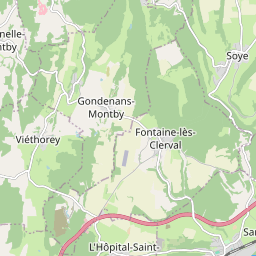 nelle-
ntby
Soye
Gondenans-
Montby
Fontaine-lès-
Clerval
Viéthorey
L'Hôpital-Saint-
Sa